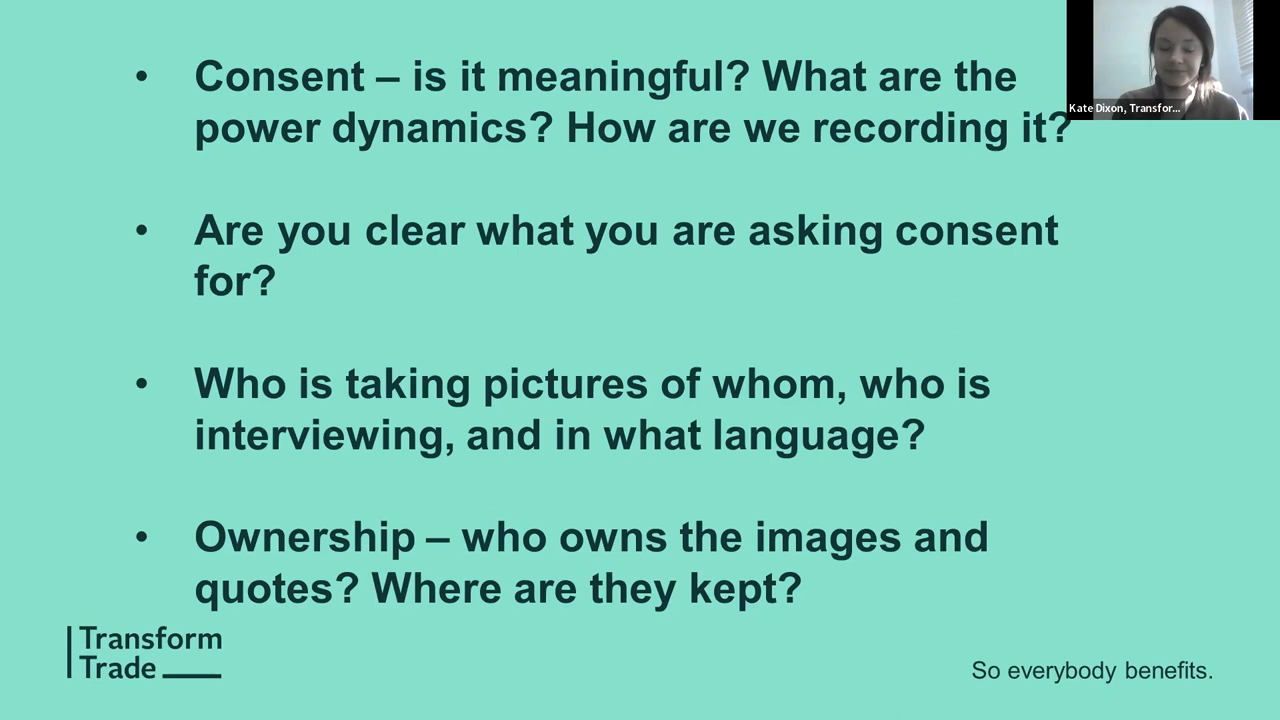 • Consent – is it meaningful? What are the
power dynamics? How are we recording it?
Kate Dixon, Transfor...
• Are you clear what you are asking consent
for?
• Who is taking pictures of whom, who is
interviewing, and in what language?
• Ownership – who owns the images and
quotes? Where are they kept?
Transform
Trade
So everybody benefits.